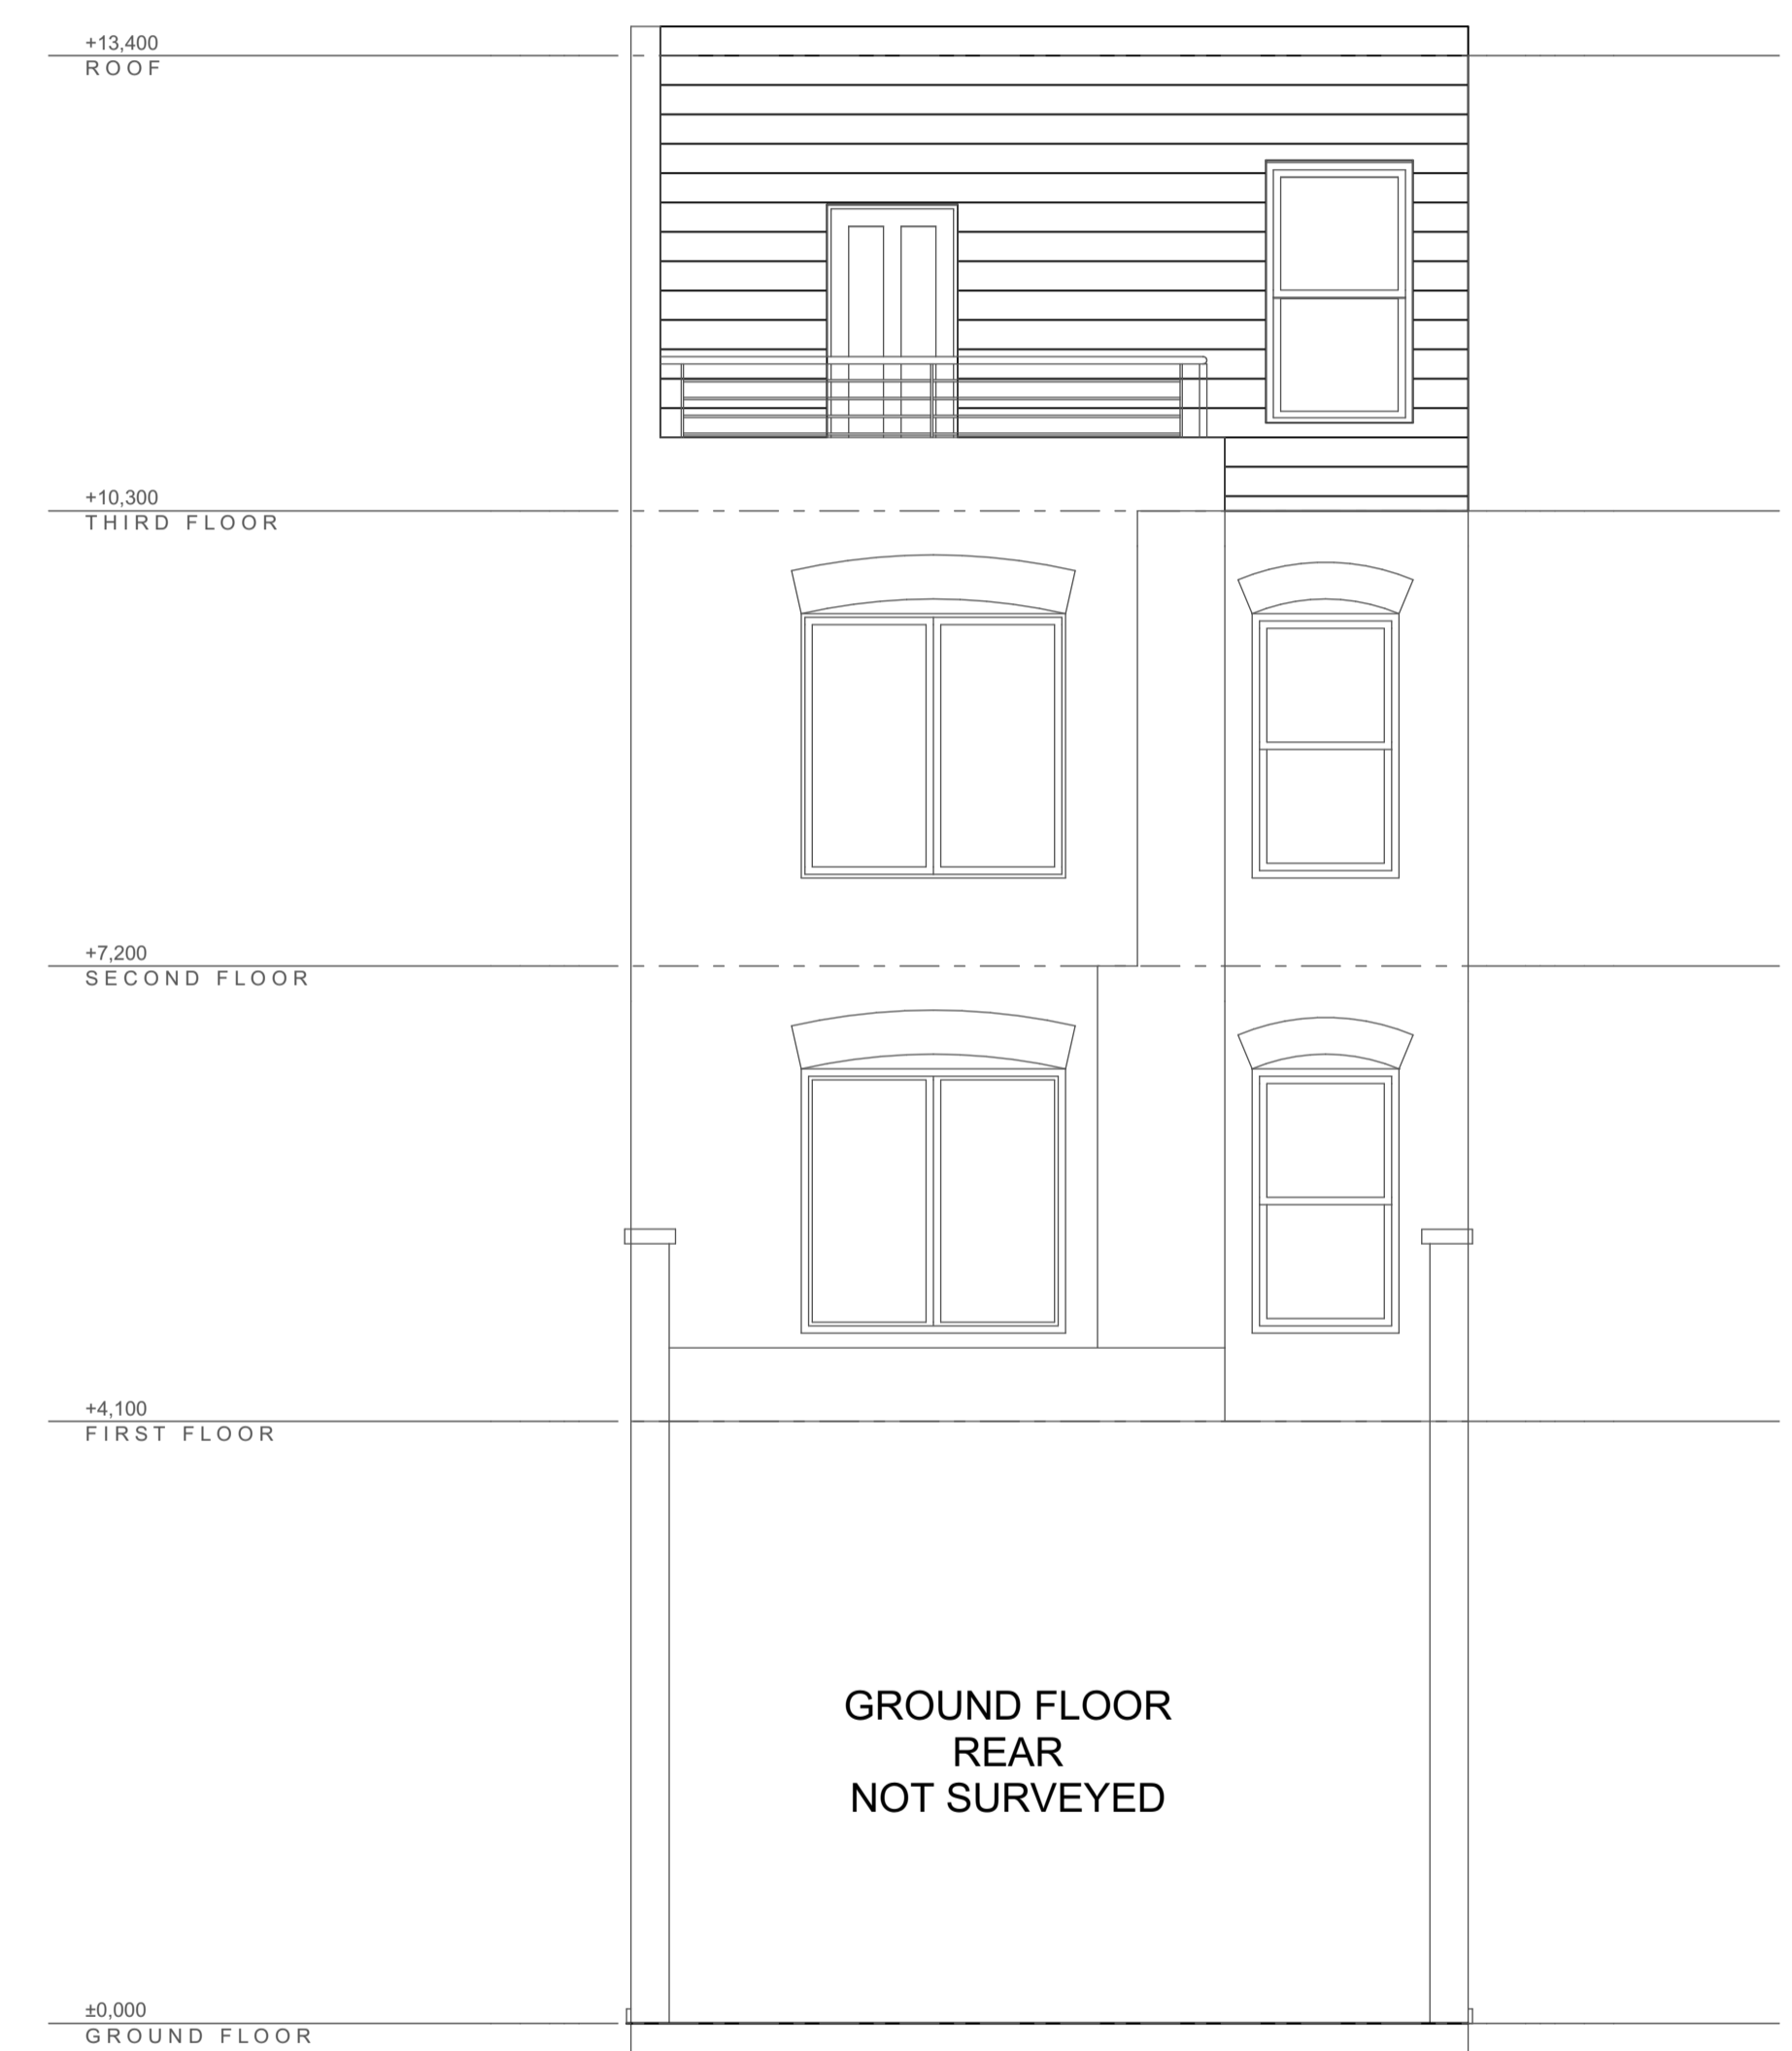 +13,400
ROOF
+10,300
THIRD FLOOR
+7,200
SECOND FLOOR
+4,100
FIRST FLOOR
GROUND FLOOR
REAR
NOT SURVEYED
±0,000
GROUND FLOOR